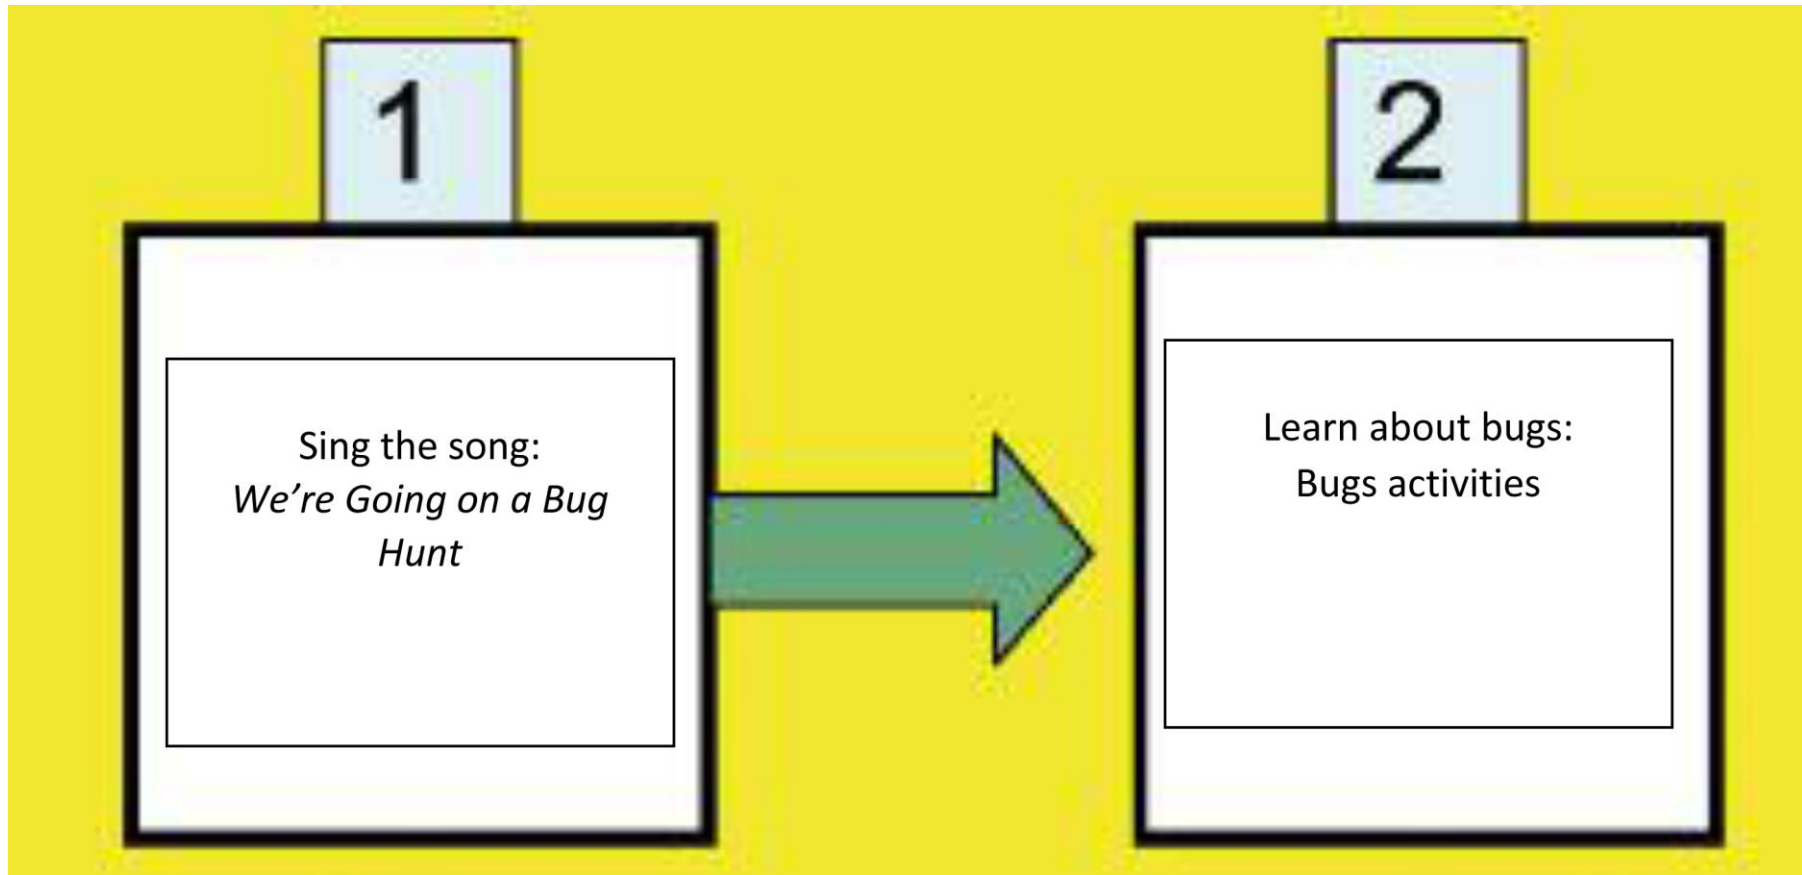 1
Sing the song:
We’re Going on a Bug
Hunt
2
Learn about bugs:
Bugs activities